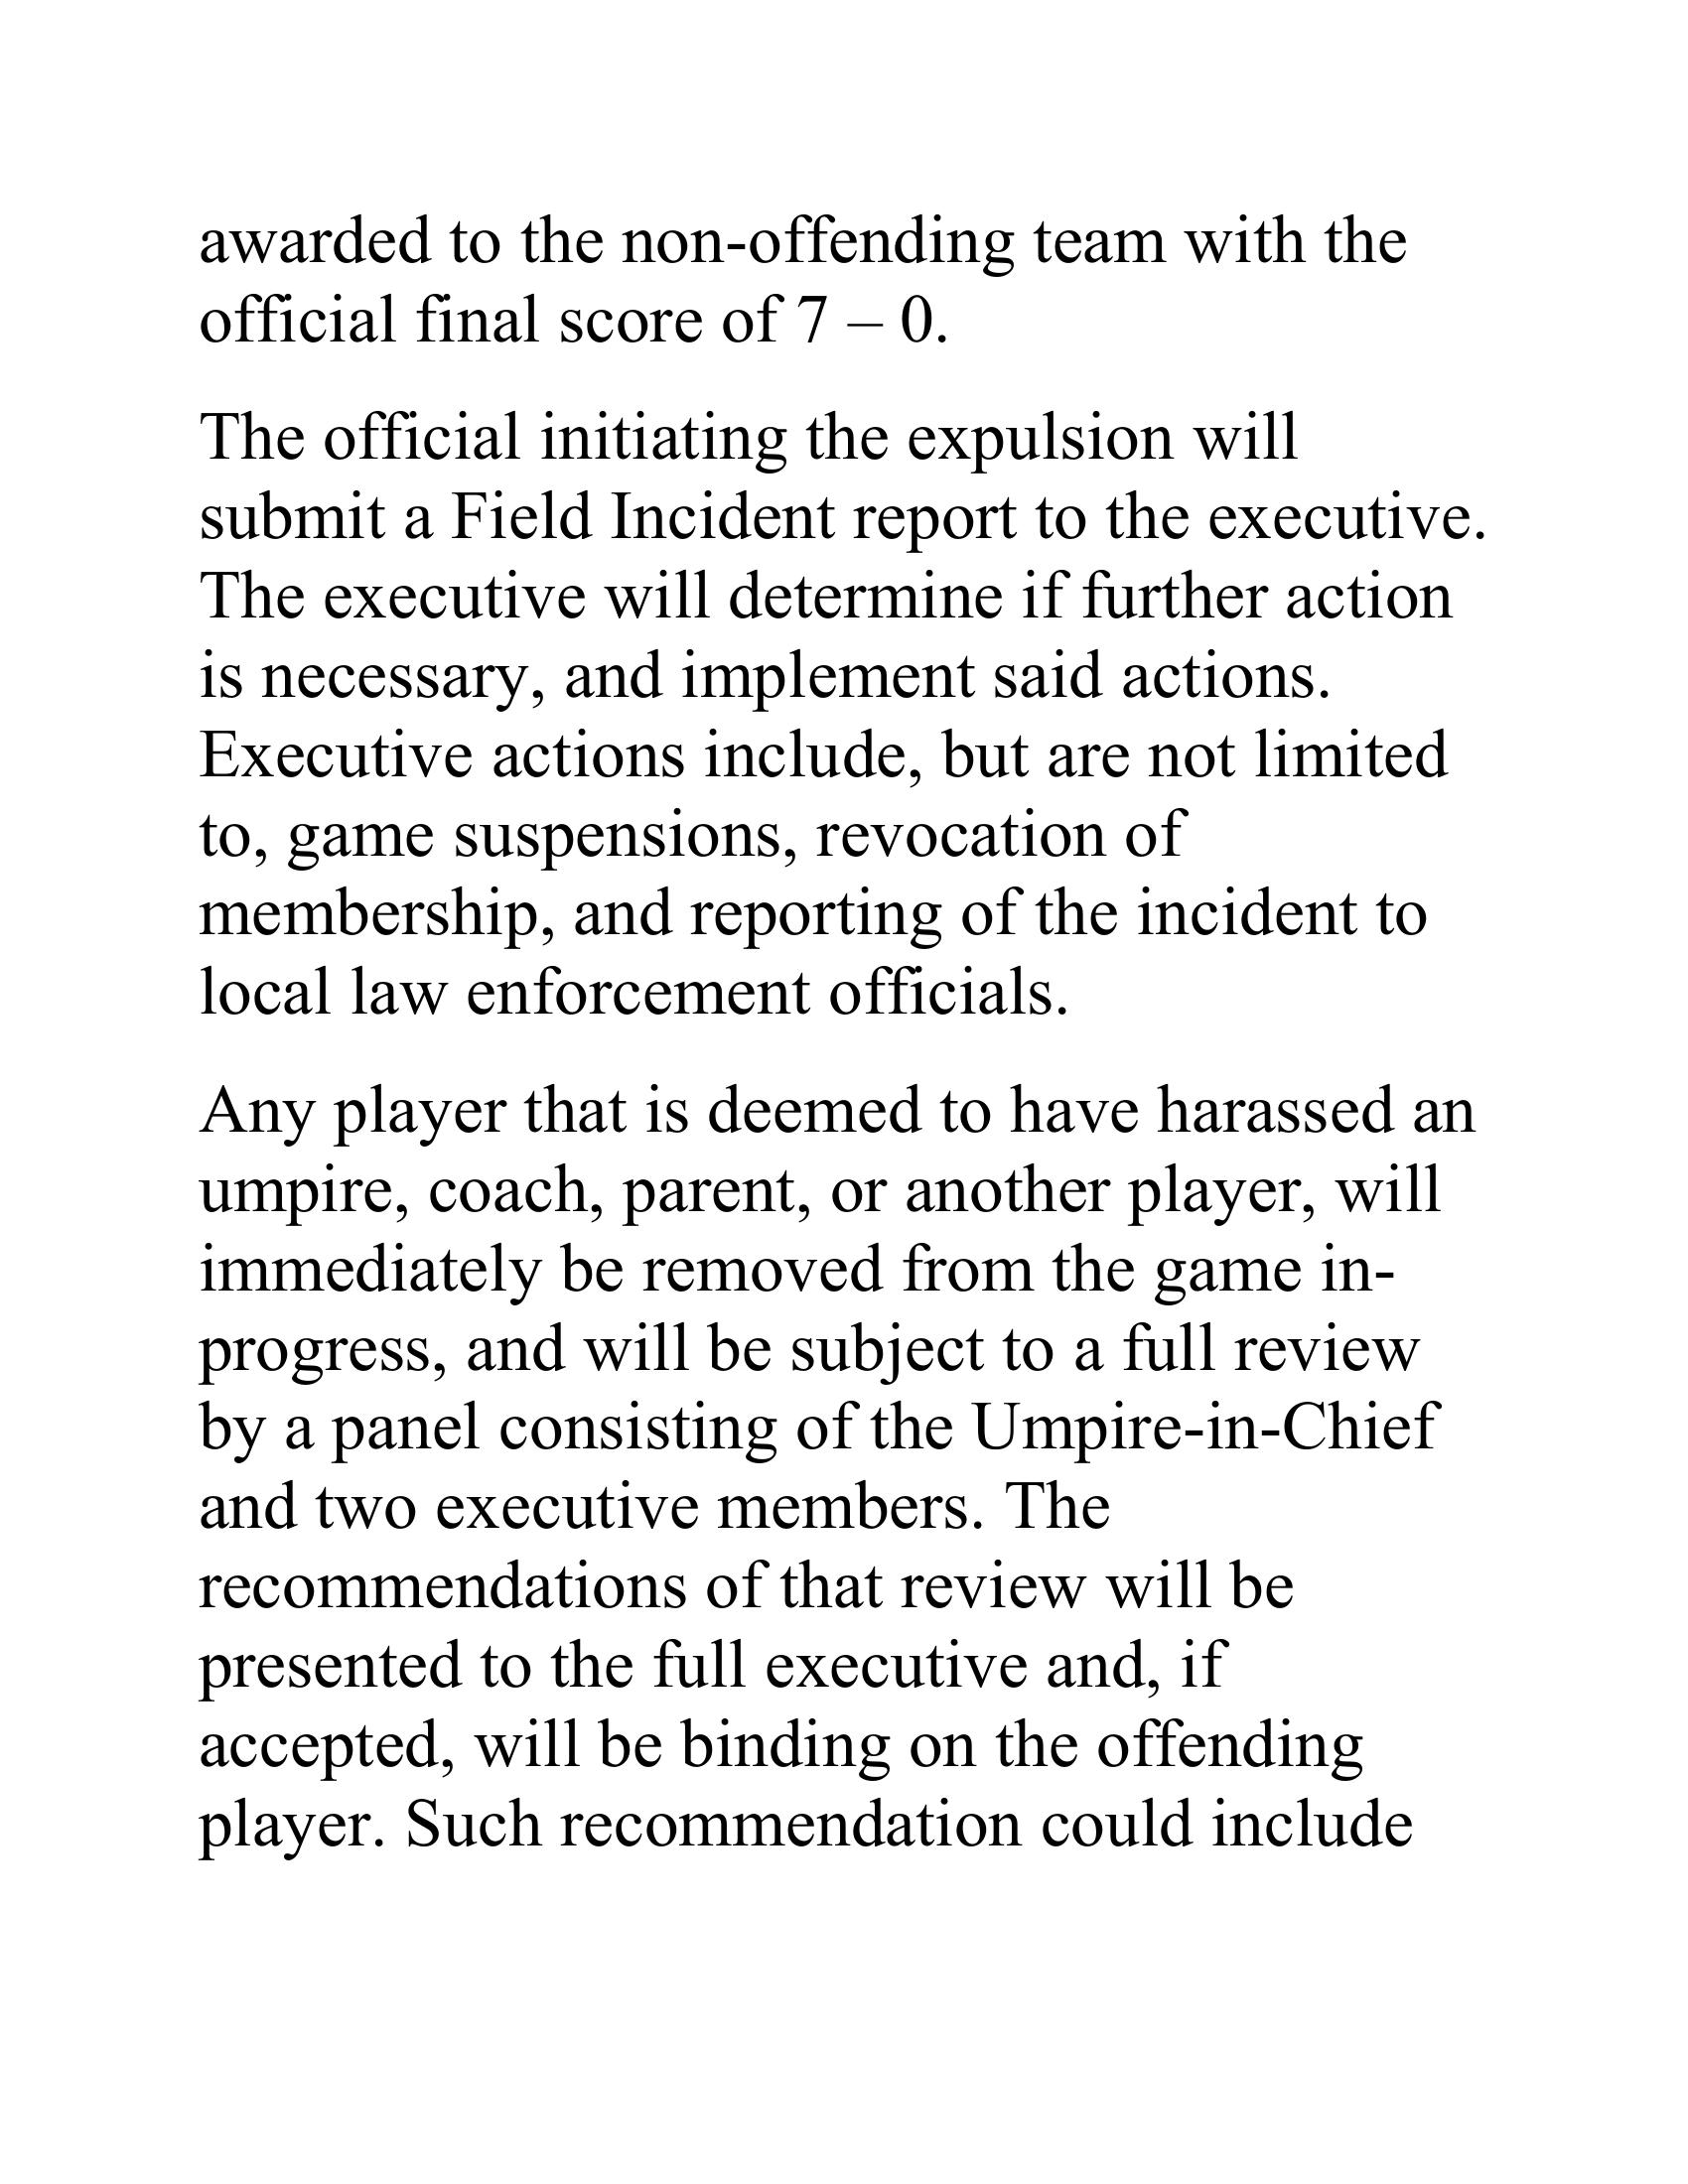 awarded to the non-offending team with the
official final score of 7 – 0.
The official initiating the expulsion will
submit a Field Incident report to the executive.
The executive will determine if further action
is necessary, and implement said actions.
Executive actions include, but are not limited
to, game suspensions, revocation of
membership, and reporting of the incident to
local law enforcement officials.
Any player that is deemed to have harassed an
umpire, coach, parent, or another player, will
immediately be removed from the game in-
progress, and will be subject to a full review
by a panel consisting of the Umpire-in-Chief
and two executive members. The
recommendations of that review will be
presented to the full executive and, if
accepted, will be binding on the offending
player. Such recommendation could include